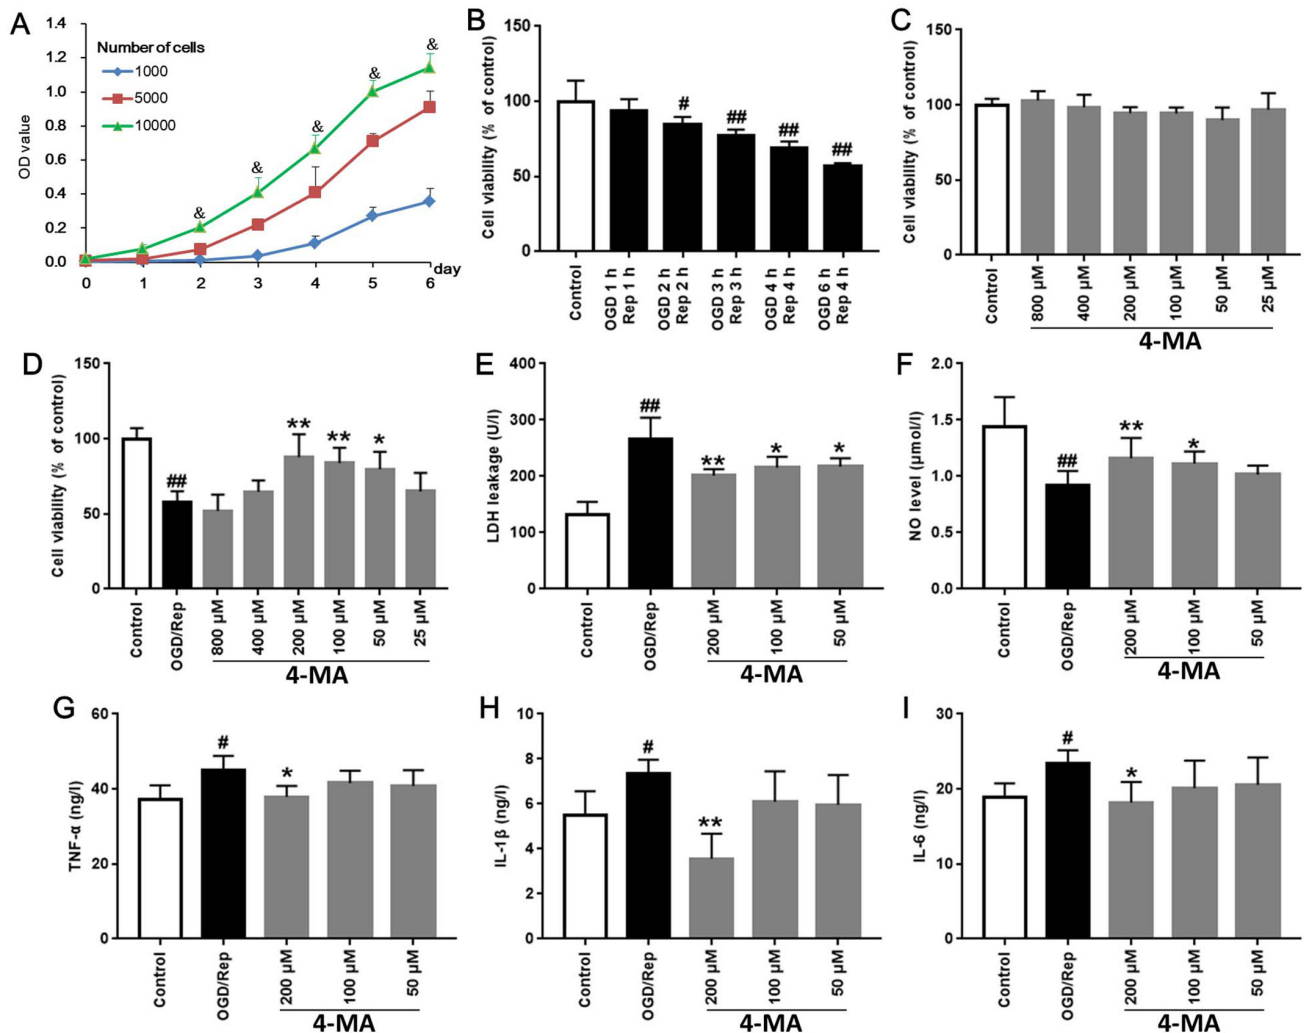 A
OD value
1.4
1.2
1.0
0.8
0.6
0.4
0.2
0.0
Number of cells
1000
5000
10000
& & & & &
0 1 2 3 4 5 6 day
B
Cell viability (% of control)
150
100
50
0
# ## ## ##
Control
OGD 1 h
Rep 1 h
OGD 2 h
Rep 2 h
OGD 3 h
Rep 3 h
OGD 4 h
Rep 4 h
OGD 6 h
Rep 4 h
C
Cell viability (% of control)
150
100
50
0
Control
800 μM
400 μM
200 μM
100 μM
50 μM
25 μM
4-MA
D
Cell viability (% of control)
150
100
50
0
## ** ** *
Control
OGD/Rep
800 μM
400 μM
200 μM
100 μM
50 μM
25 μM
4-MA
E
LDH leakage (U/l)
400
300
200
100
0
## ** * *
Control
OGD/Rep
200 μM
100 μM
50 μM
4-MA
F
NO level (μmol/l)
2.0
1.5
1.0
0.5
0.0
## ** *
Control
OGD/Rep
200 μM
100 μM
50 μM
4-MA
G
TNF-α (ng/l)
60
40
20
0
# *
Control
OGD/Rep
200 μM
100 μM
50 μM
4-MA
H
IL-1β (ng/l)
10
8
6
4
2
0
# **
Control
OGD/Rep
200 μM
100 μM
50 μM
4-MA
I
IL-6 (ng/l)
30
20
10
0
# *
Control
OGD/Rep
200 μM
100 μM
50 μM
4-MA